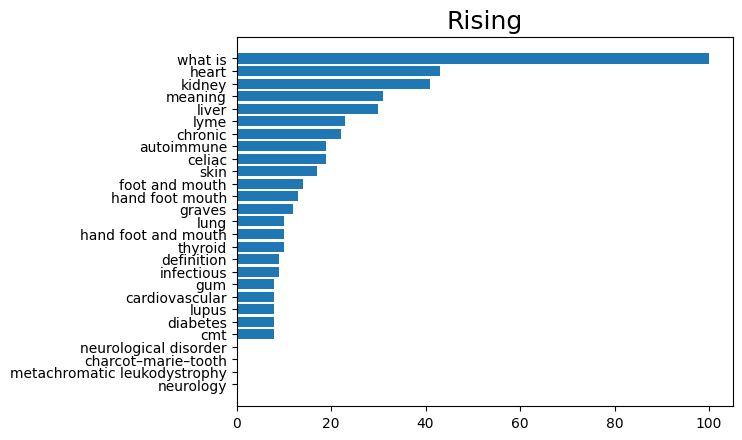 Rising
what is
heart
kidney
meaning
liver
lyme
chronic
autoimmune
celiac
skin
foot and mouth
hand foot mouth
graves
lung
hand foot and mouth
thyroid
definition
infectious
gum
cardiovascular
lupus
diabetes
cmt
neurological disorder
charcot–marie–tooth
metachromatic leukodystrophy
neurology
0 20 40 60 80 100